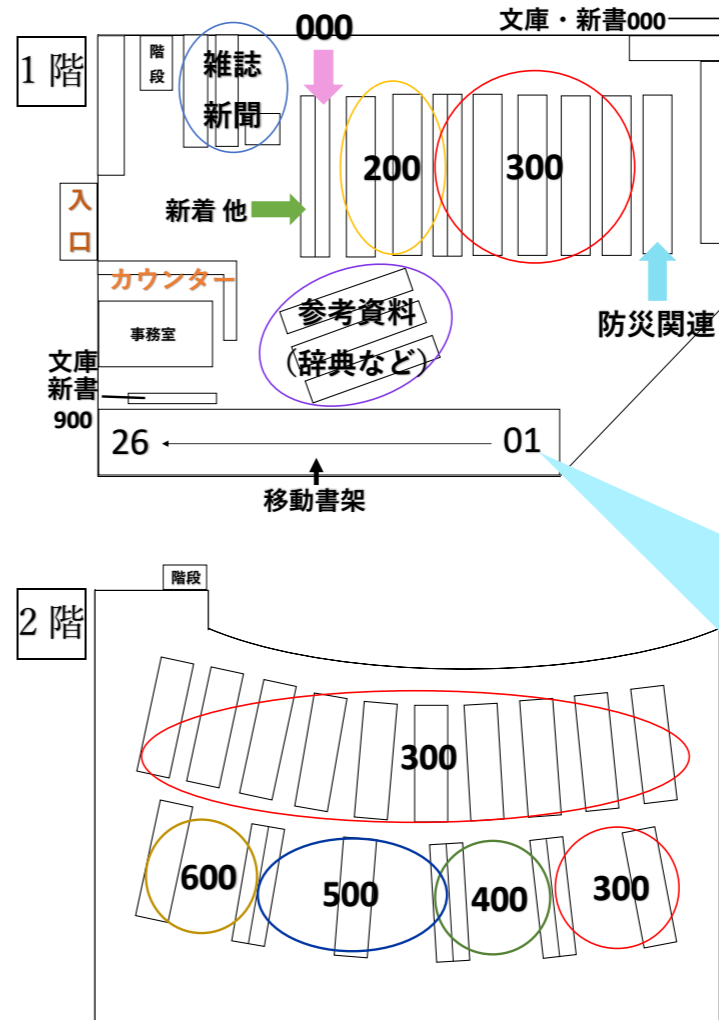 文庫・新書000
1階
階段
雑誌
新聞
000
200
300
新着 他
入口
カウンター
事務室
参考資料
（辞典など）
防災関連
文庫
新書
900
26
01
移動書架
2階
階段
300
600
500
400
300